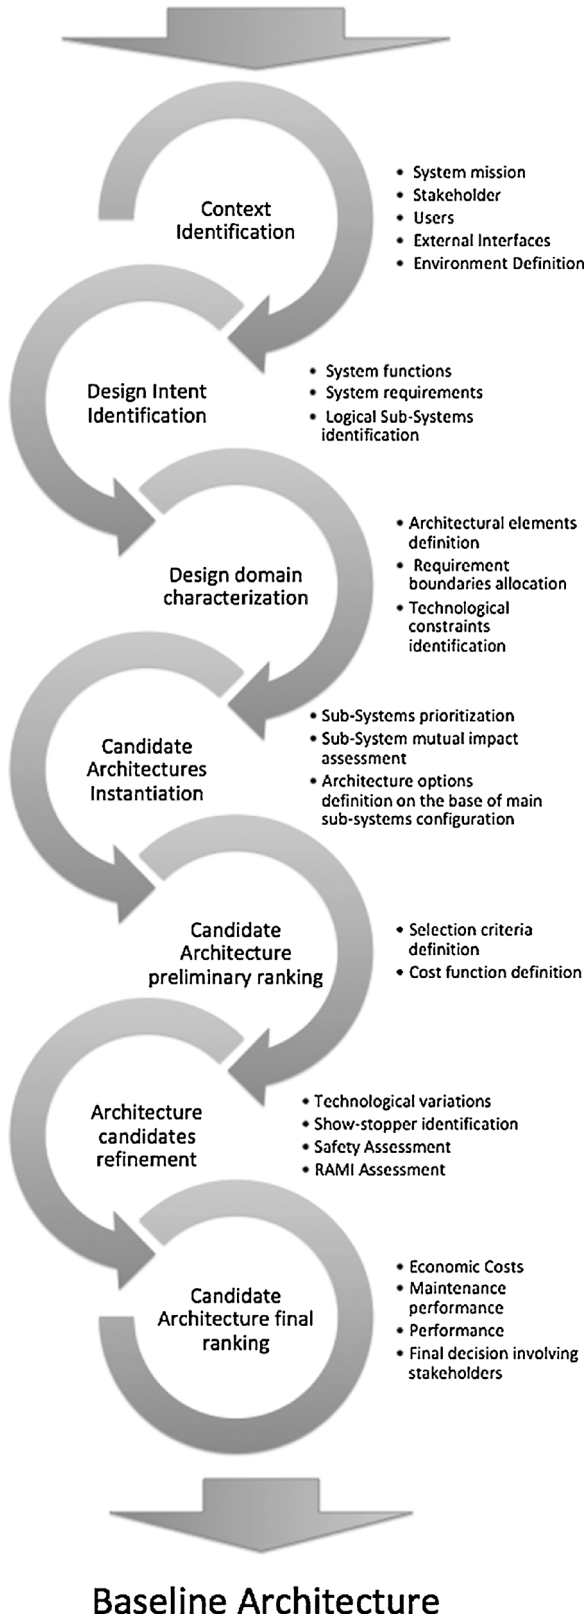 Context
Identification
• System mission
• Stakeholder
• Users
• External Interfaces
• Environment Definition
Design Intent
Identification
• System functions
• System requirements
• Logical Sub-Systems
identification
Design domain
characterization
• Architectural elements
definition
• Requirement
boundaries allocation
• Technological
constraints
identification
Candidate
Architectures
Instantiation
• Sub-Systems prioritization
• Sub-System mutual impact
assessment
• Architecture options
definition on the base of main
sub-systems configuration
Candidate
Architecture
preliminary ranking
• Selection criteria
definition
• Cost function definition
Architecture
candidates
refinement
• Technological variations
• Show-stopper identification
• Safety Assessment
• RAMI Assessment
Candidate
Architecture final
ranking
• Economic Costs
• Maintenance
performance
• Performance
• Final decision involving
stakeholders
Baseline Architecture